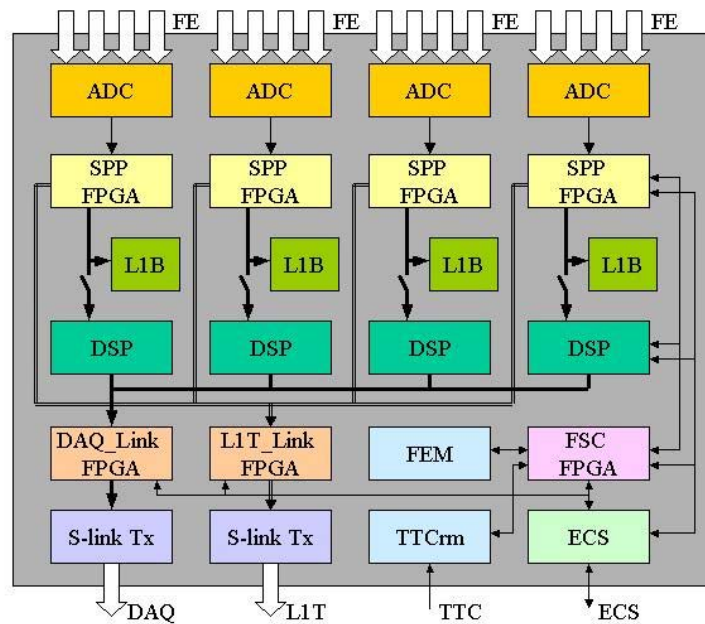 FE FE FE FE
ADC ADC ADC ADC
SPP SPP SPP SPP
FPGA FPGA FPGA FPGA
L1B L1B L1B L1B
DSP DSP DSP DSP
DAQ_Link L1T_Link FEM FSC
FPGA FPGA FPGA
S-link Tx S-link Tx TTCrm ECS
DAQ L1T TTC ECS